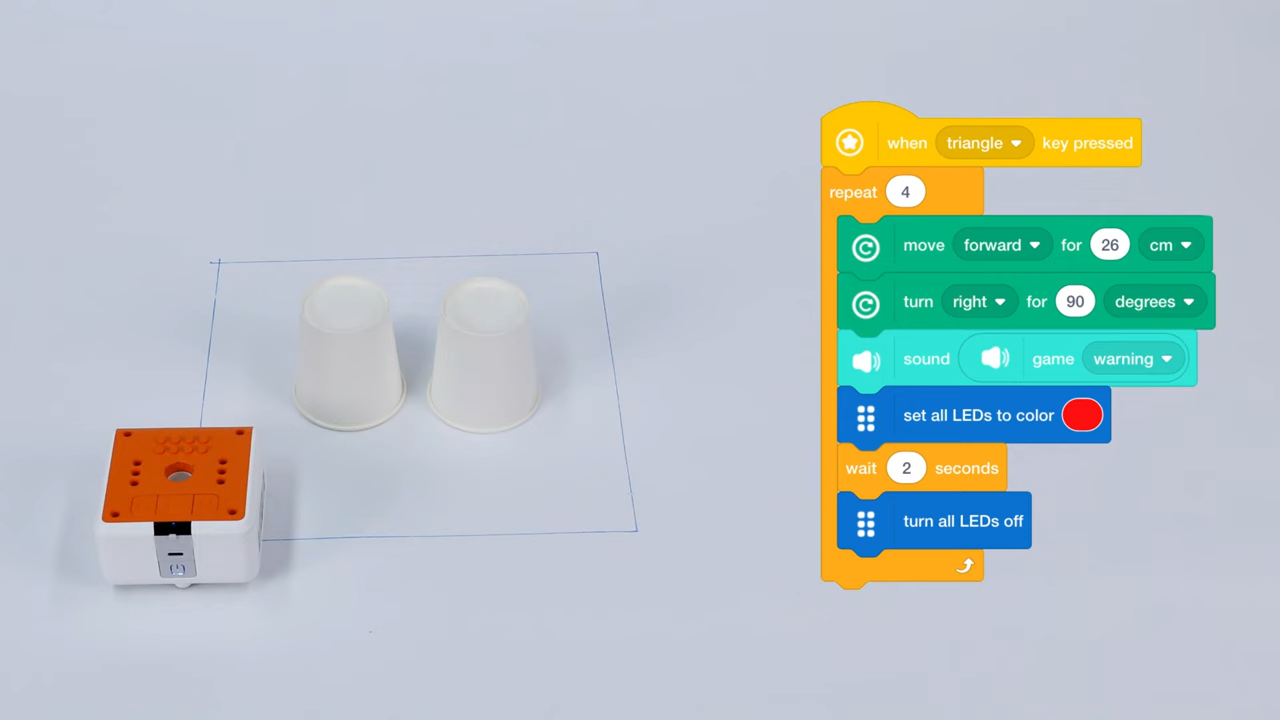 when triangle key pressed
repeat 4
move forward for 26 cm
turn right for 90 degrees
sound game warning
set all LEDs to color
wait 2 seconds
turn all LEDs off